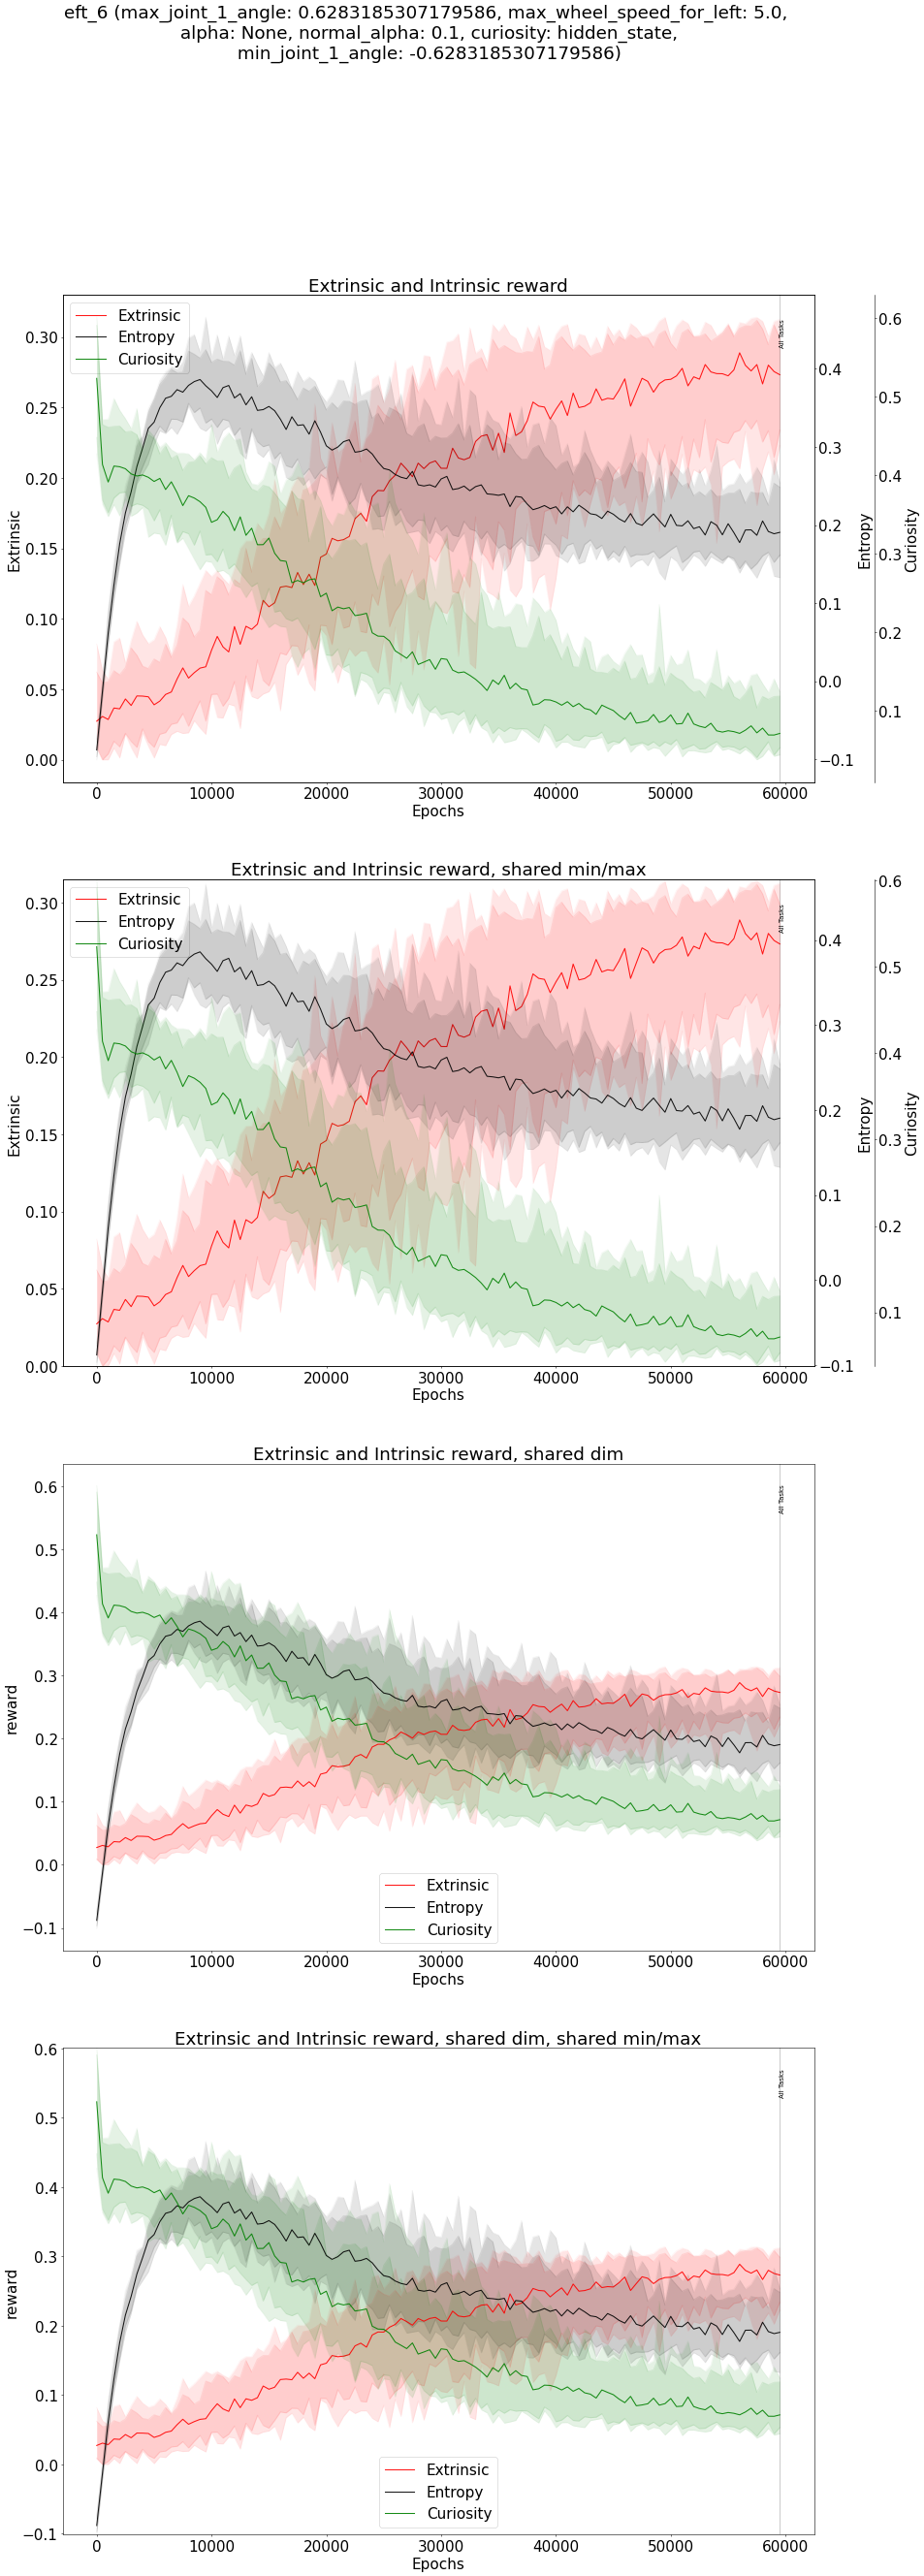 eft_6 (max_joint_1_angle: 0.6283185307179586, max_wheel_speed_for_left: 5.0,
alpha: None, normal_alpha: 0.1, curiosity: hidden_state,
min_joint_1_angle: -0.6283185307179586)
Extrinsic and Intrinsic reward
Extrinsic
Entropy
Curiosity
All Tasks
0.30
0.25
0.20
0.15
0.10
0.05
0.00
Extrinsic
0.4
0.3
0.2
0.1
0.0
−0.1
Entropy
0.6
0.5
0.4
0.3
0.2
0.1
Curiosity
0 10000 20000 30000 40000 50000 60000
Epochs
Extrinsic and Intrinsic reward, shared min/max
Extrinsic
Entropy
Curiosity
All Tasks
0.30
0.25
0.20
0.15
0.10
0.05
0.00
Extrinsic
0.4
0.3
0.2
0.1
0.0
−0.1
Entropy
0.6
0.5
0.4
0.3
0.2
0.1
Curiosity
0 10000 20000 30000 40000 50000 60000
Epochs
Extrinsic and Intrinsic reward, shared dim
All Tasks
0.6
0.5
0.4
0.3
0.2
0.1
0.0
−0.1
reward
Extrinsic
Entropy
Curiosity
0 10000 20000 30000 40000 50000 60000
Epochs
Extrinsic and Intrinsic reward, shared dim, shared min/max
All Tasks
0.6
0.5
0.4
0.3
0.2
0.1
0.0
−0.1
reward
Extrinsic
Entropy
Curiosity
0 10000 20000 30000 40000 50000 60000
Epochs